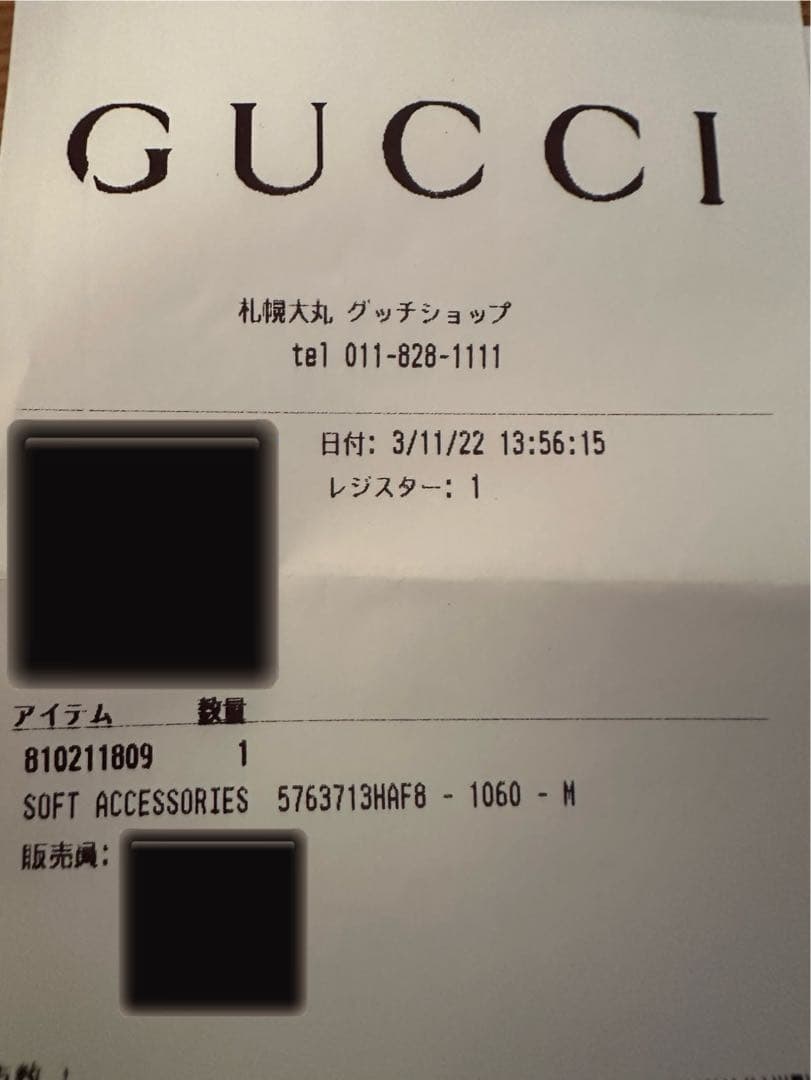 GUCCI
札幌大丸 グッチショップ
tel 011-828-1111
日付: 3/11/22 13:56:15
レジスター: 1
アイテム 数量
810211809 1
SOFT ACCESSORIES 5763713HAF8 - 1060 - M
販売員: